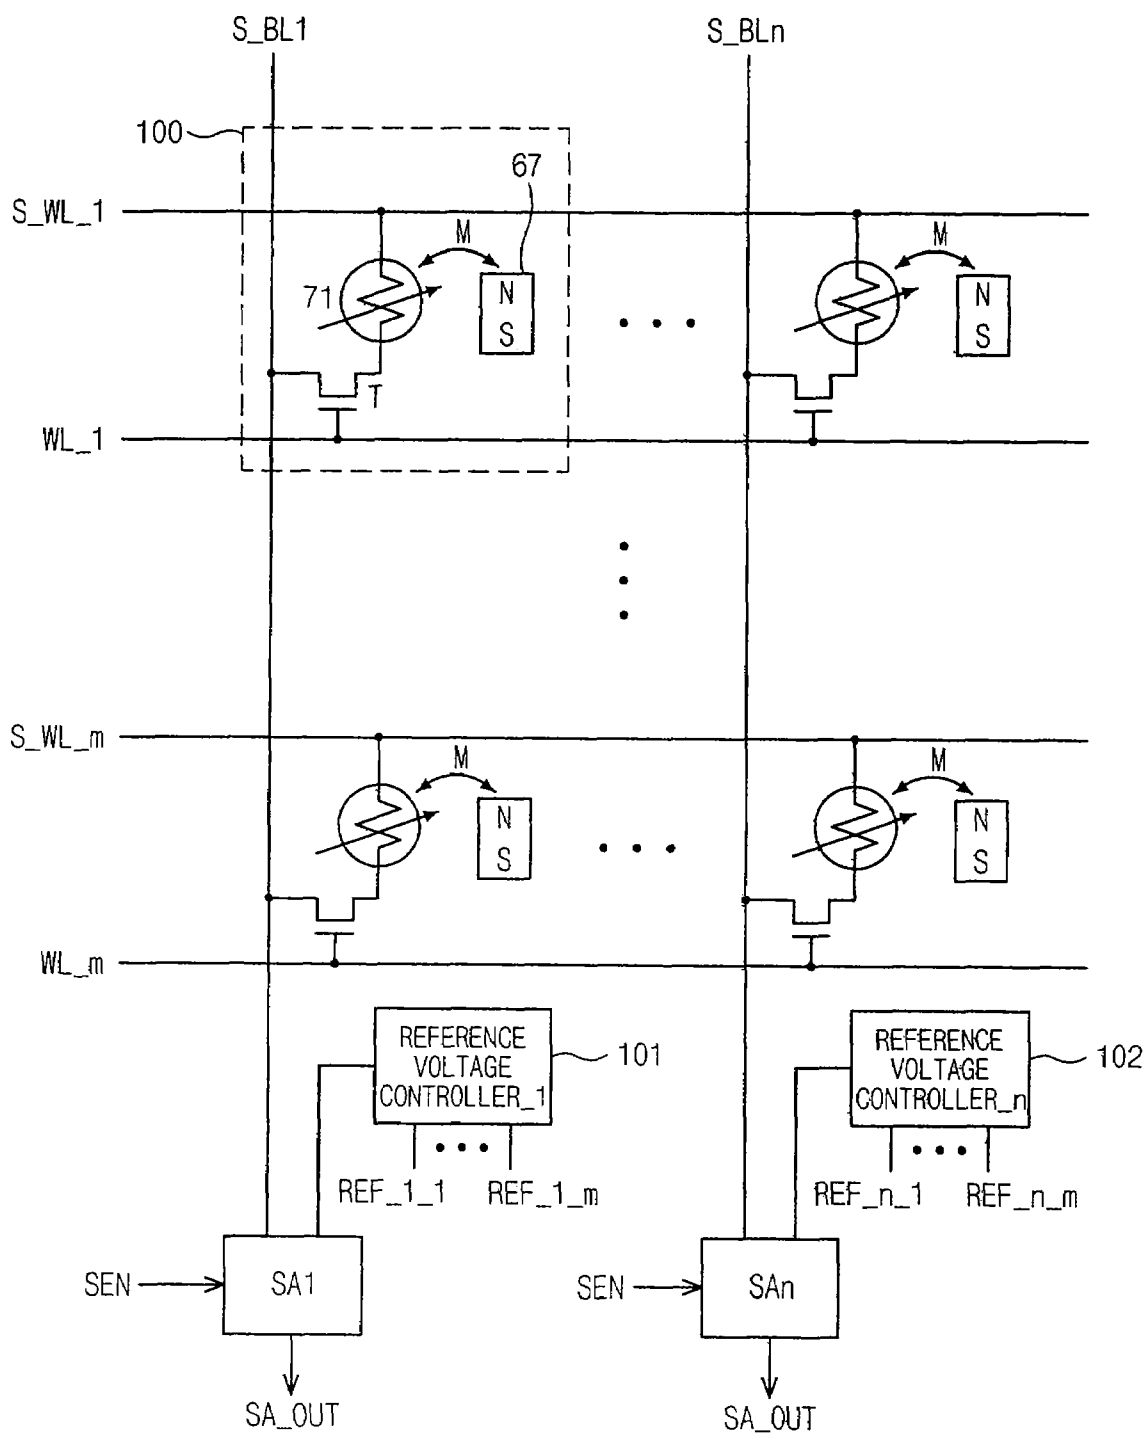 S_BL1
S_BLn
100
67
S_WL_1
M
M
71
N
S
N
S
T
WL_1
S_WL_m
M
M
N
S
N
S
WL_m
REFERENCE
VOLTAGE
CONTROLLER_1
101
REFERENCE
VOLTAGE
CONTROLLER_n
102
REF_1_1
REF_1_m
REF_n_1
REF_n_m
SEN
SA1
SEN
SAn
SA_OUT
SA_OUT